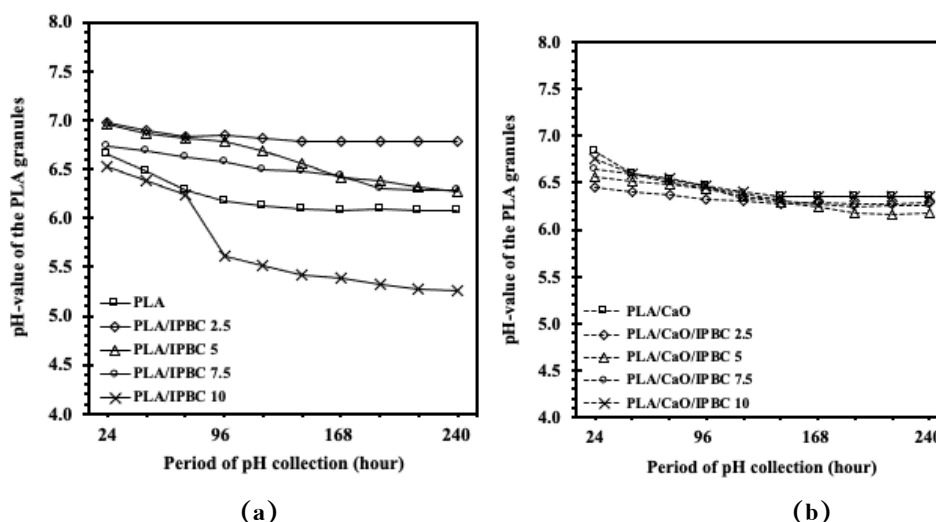 8.0
7.0
6.5
6.0
5.5
5.0
4.5
4.0
24
96
168
240
pH-value of the PLA granules
Period of pH collection (hour)
PLA
PLA/IPBC 2.5
PLA/IPBC 5
PLA/IPBC 7.5
PLA/IPBC 10
(a)
8.0
7.0
6.5
6.0
5.5
5.0
4.5
4.0
24
96
168
240
pH-value of the PLA granules
Period of pH collection (hour)
PLA/CaO
PLA/CaO/IPBC 2.5
PLA/CaO/IPBC 5
PLA/CaO/IPBC 7.5
PLA/CaO/IPBC 10
(b)